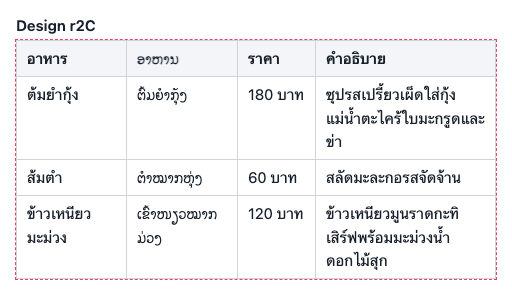 Design r2C
อาหาร ອາຫານ ราคา คำอธิบาย
ต้มยำกุ้ง ຕົ້ມຍຳກຸ້ງ 180 บาท ซุปรสเปรี้ยวเผ็ดใส่กุ้ง
แม่น้ำตะไคร้ใบมะกรูดและ
ข่า
ส้มตำ ຕຳໝາກຫຸ່ງ 60 บาท สลัดมะละกอรสจัดจ้าน
ข้าวเหนียว ເຂົ້າໜຽວໝາກ 120 บาท ข้าวเหนียวมูนราดกะทิ
มะม่วง ມ່ວງ เสิร์ฟพร้อมมะม่วงน้ำ
ดอกไม้สุก